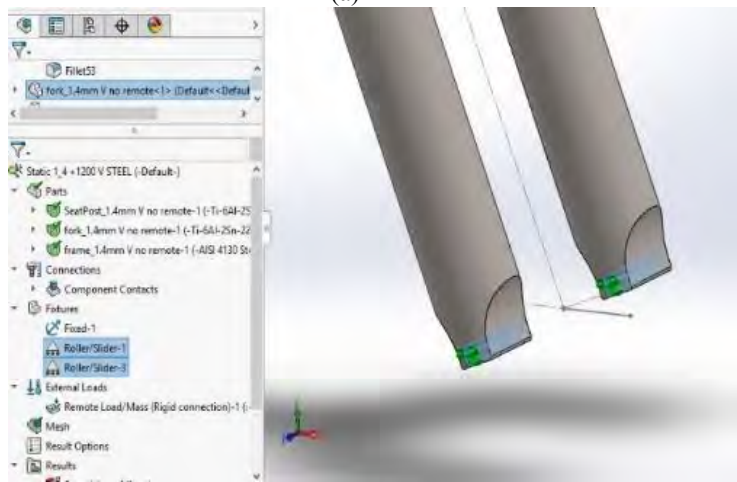 (a)
Fillet53
fork_1.4mm V no remote<1> (Default<<Defaul
Static 1_4 +1200 V STEEL (-Default-)
Parts
SeatPost_1.4mm V no remote-1 (-Ti-6Al-2S
fork_1.4mm V no remote-1 (-Ti-6Al-2Sn-2Z
frame_1.4mm V no remote-1 (-AISI 4130 Ste
Connections
Component Contacts
Fixtures
Fixed-1
Roller/Slider-1
Roller/Slider-3
External Loads
Remote Load/Mass (Rigid connection)-1 (-
Mesh
Result Options
Results